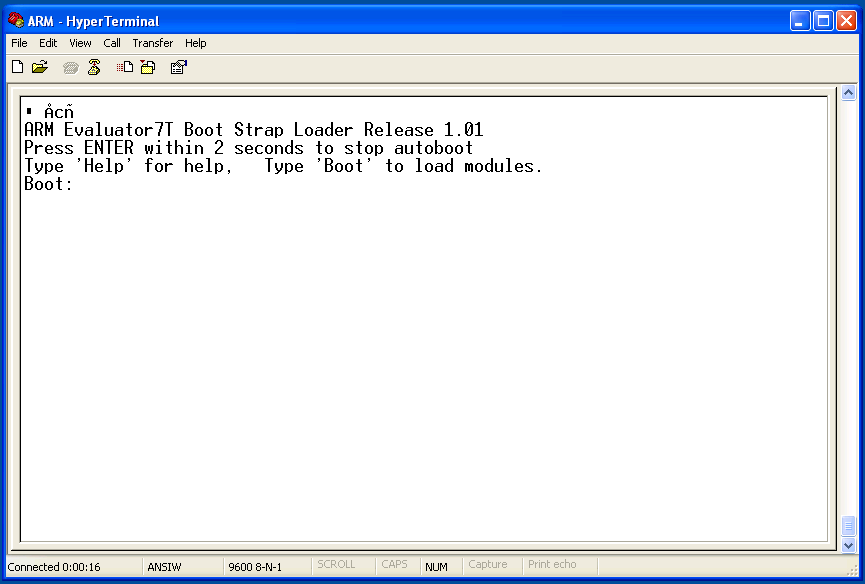 ARM - HyperTerminal
File Edit View Call Transfer Help
Åcñ
ARM Evaluator7T Boot Strap Loader Release 1.01
Press ENTER within 2 seconds to stop autoboot
Type 'Help' for help,   Type 'Boot' to load modules.
Boot:
Connected 0:00:16 ANSIW 9600 8-N-1 SCROLL CAPS NUM Capture Print echo